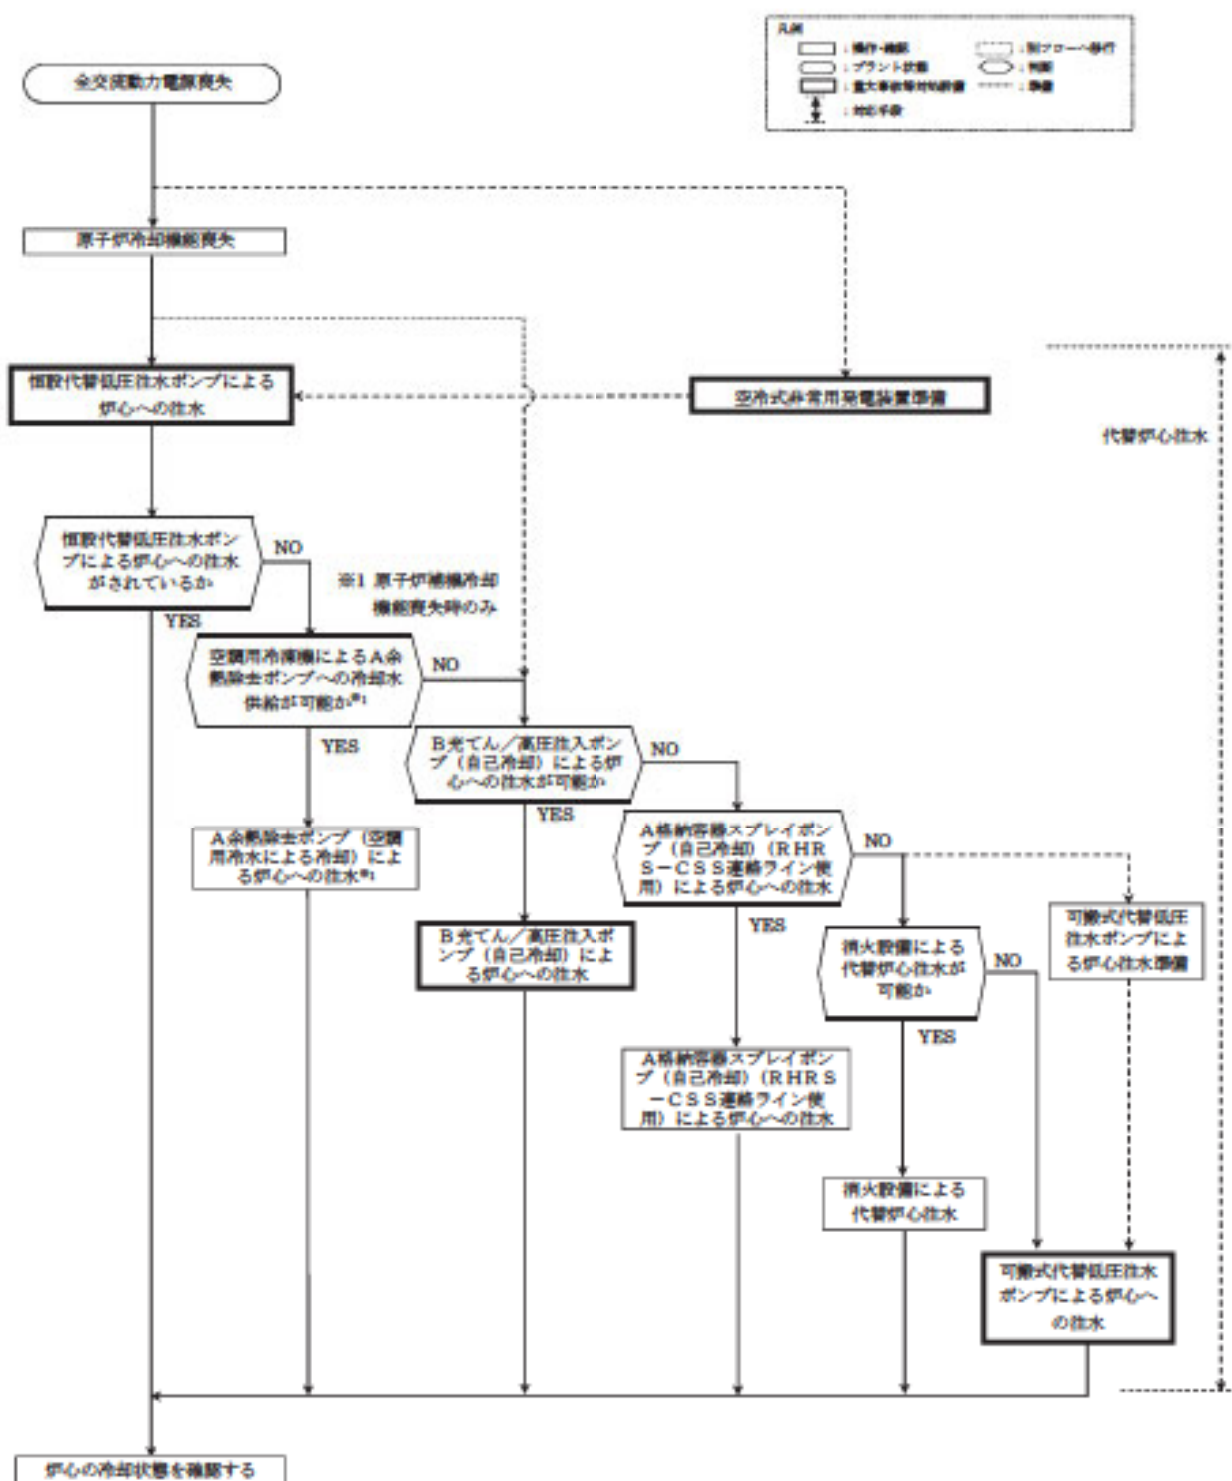 凡例
：操作・確認
：別フローへ移行
：プラント状態
：判断
：重大事故等対処設備
：準備
：対応手段
全交流動力電源喪失
原子炉冷却機能喪失
恒設代替低圧注水ポンプによる
炉心への注水
空冷式非常用発電装置準備
代替炉心注水
恒設代替低圧注水ポン
プによる炉心への注水
がされているか
NO
YES
※1 原子炉補機冷却
機能喪失時のみ
空調用冷凍機によるA余
熱除去ポンプへの冷却水
供給が可能か※1
NO
YES
B充てん／高圧注入ポン
プ（自己冷却）による炉
心への注水が可能か
NO
YES
A余熱除去ポンプ（空調
用冷水による冷却）によ
る炉心への注水※1
A格納容器スプレイポン
プ（自己冷却）（RHR
S－CSS連絡ライン使
用）による炉心への注水
NO
YES
B充てん／高圧注入ポ
ンプ（自己冷却）によ
る炉心への注水
消火設備による
代替炉心注水が
可能か
NO
YES
可搬式代替低圧
注水ポンプによ
る炉心注水準備
A格納容器スプレイポン
プ（自己冷却）（RHRS
－CSS連絡ライン使
用）による炉心への注水
消火設備による
代替炉心注水
可搬式代替低圧注水
ポンプによる炉心へ
の注水
炉心の冷却状態を確認する